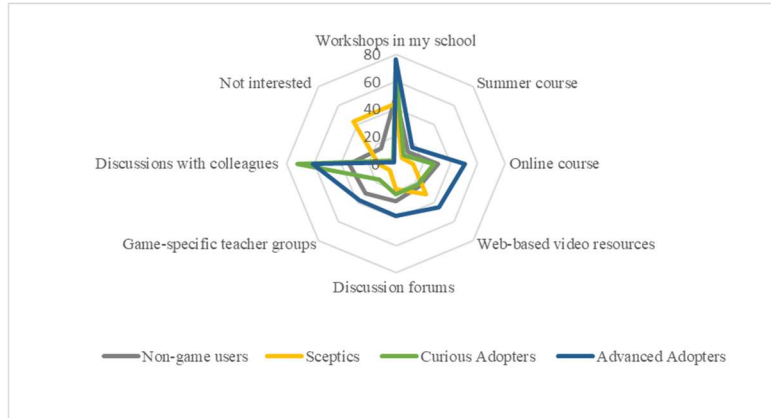 Workshops in my school
80
Not interested
60
Summer course
40
20
Discussions with colleagues
0
Online course
Game-specific teacher groups
Web-based video resources
Discussion forums
Non-game users
Sceptics
Curious Adopters
Advanced Adopters